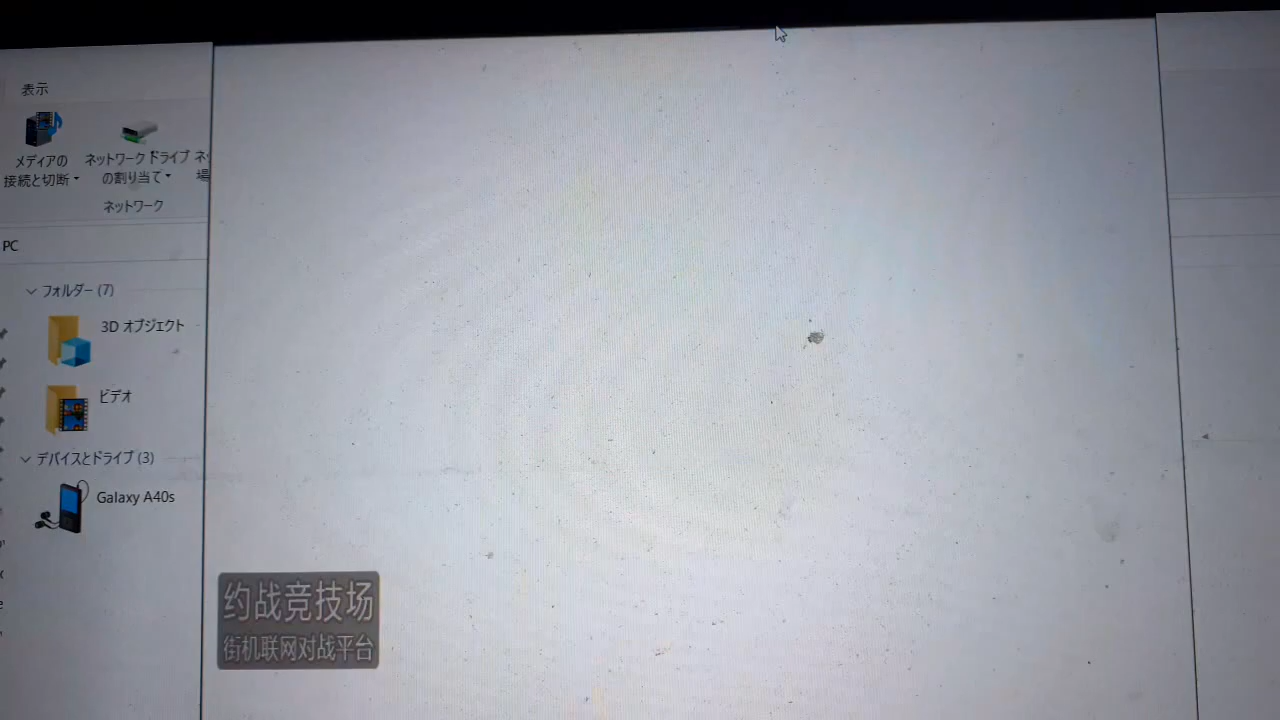 表示
メディアの
接続と切断
ネットワーク ドライブ
の割り当て
ネットワーク
PC
フォルダー (7)
3D オブジェクト
ビデオ
デバイスとドライブ (3)
Galaxy A40s
约战竞技场
街机联网对战平台